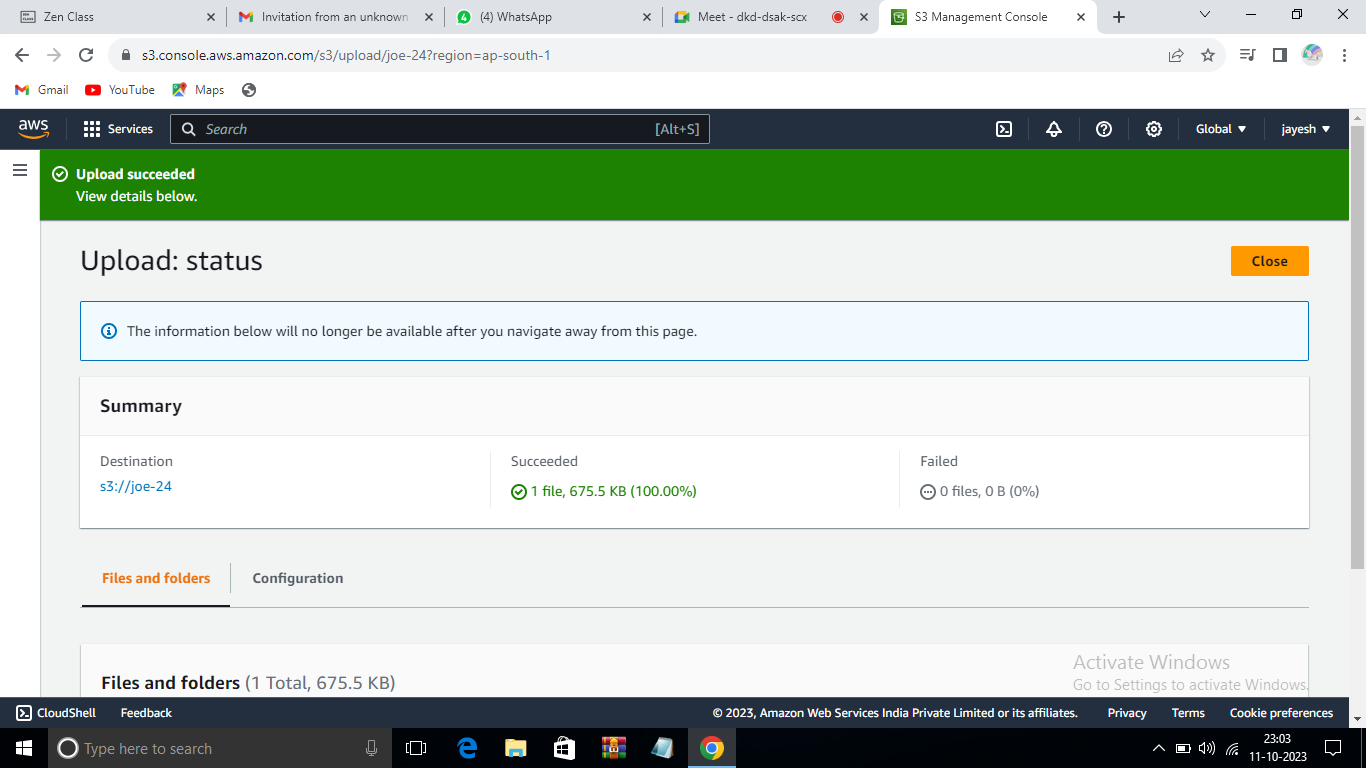 Zen Class
Invitation from an unknown
(4) WhatsApp
Meet - dkd-dsak-scx
S3 Management Console
s3.console.aws.amazon.com/s3/upload/joe-24?region=ap-south-1
Gmail
YouTube
Maps
aws
Services
Search
[Alt+S]
Global
jayesh
Upload succeeded
View details below.
Upload: status
Close
The information below will no longer be available after you navigate away from this page.
Summary
Destination
s3://joe-24
Succeeded
1 file, 675.5 KB (100.00%)
Failed
0 files, 0 B (0%)
Files and folders
Configuration
Files and folders (1 Total, 675.5 KB)
Activate Windows
Go to Settings to activate Windows.
CloudShell
Feedback
© 2023, Amazon Web Services India Private Limited or its affiliates.
Privacy
Terms
Cookie preferences
Type here to search
23:03
11-10-2023